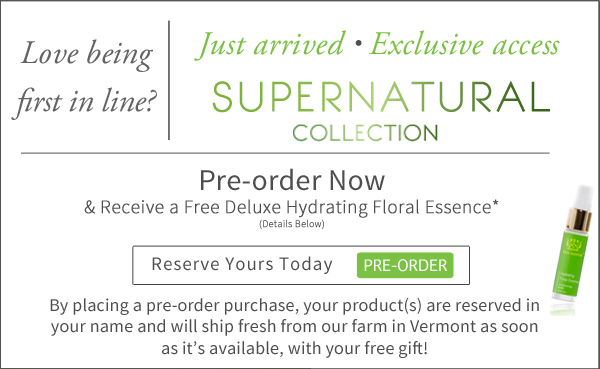 Love being
first in line?
Just arrived • Exclusive access
SUPERNATURAL
COLLECTION
Pre-order Now
& Receive a Free Deluxe Hydrating Floral Essence*
(Details Below)
Reserve Yours Today
PRE-ORDER
By placing a pre-order purchase, your product(s) are reserved in
your name and will ship fresh from our farm in Vermont as soon
as it's available, with your free gift!